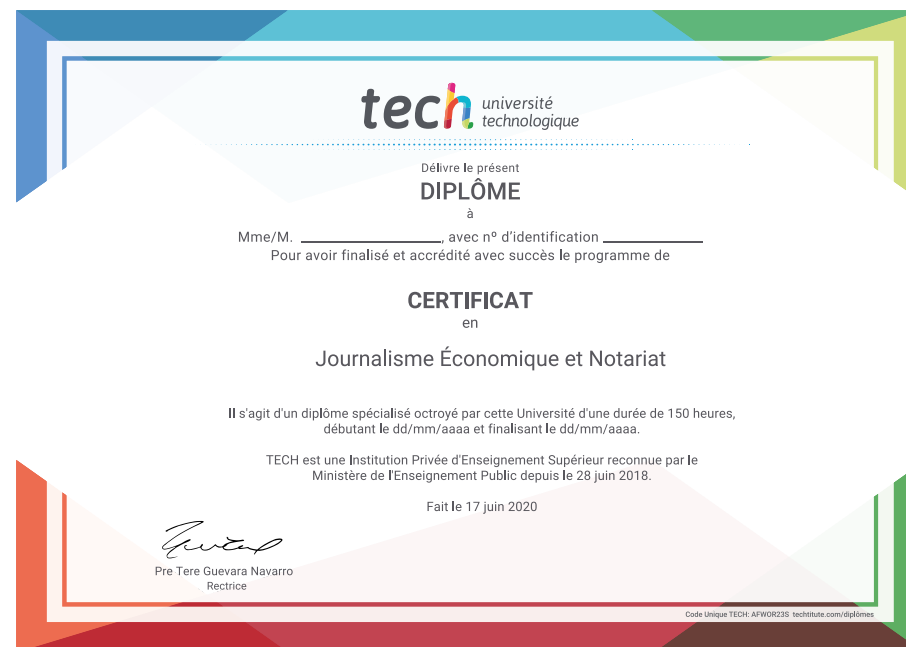 tech université
technologique
Délivre le présent
DIPLÔME
à
Mme/M. ____________________, avec nº d'identification ______________
Pour avoir finalisé et accrédité avec succès le programme de
CERTIFICAT
en
Journalisme Économique et Notariat
Il s'agit d'un diplôme spécialisé octroyé par cette Université d'une durée de 150 heures,
débutant le dd/mm/aaaa et finalisant le dd/mm/aaaa.
TECH est une Institution Privée d'Enseignement Supérieur reconnue par le
Ministère de l'Enseignement Public depuis le 28 juin 2018.
Fait le 17 juin 2020
Pre Tere Guevara Navarro
Rectrice
Code Unique TECH: AFWOR23S techtitute.com/diplômes